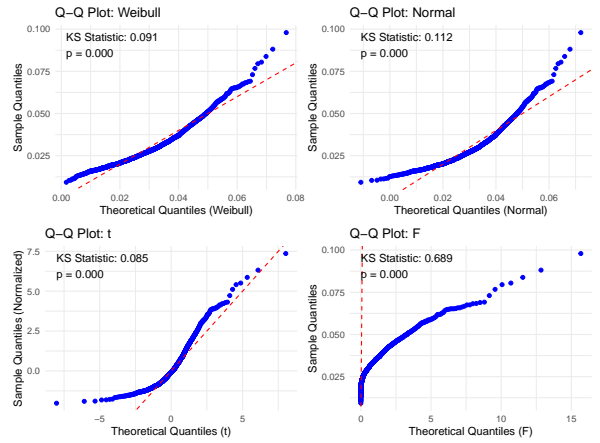 Q−Q Plot: Weibull
KS Statistic: 0.091
p = 0.000
0.100
0.075
0.050
0.025
Sample Quantiles
0.00 0.02 0.04 0.06 0.08
Theoretical Quantiles (Weibull)
Q−Q Plot: Normal
KS Statistic: 0.112
p = 0.000
0.100
0.075
0.050
0.025
Sample Quantiles
0.00 0.02 0.04 0.06
Theoretical Quantiles (Normal)
Q−Q Plot: t
KS Statistic: 0.085
p = 0.000
7.5
5.0
2.5
0.0
Sample Quantiles (Normalized)
−5 0 5
Theoretical Quantiles (t)
Q−Q Plot: F
KS Statistic: 0.689
p = 0.000
0.100
0.075
0.050
0.025
Sample Quantiles
0 5 10 15
Theoretical Quantiles (F)